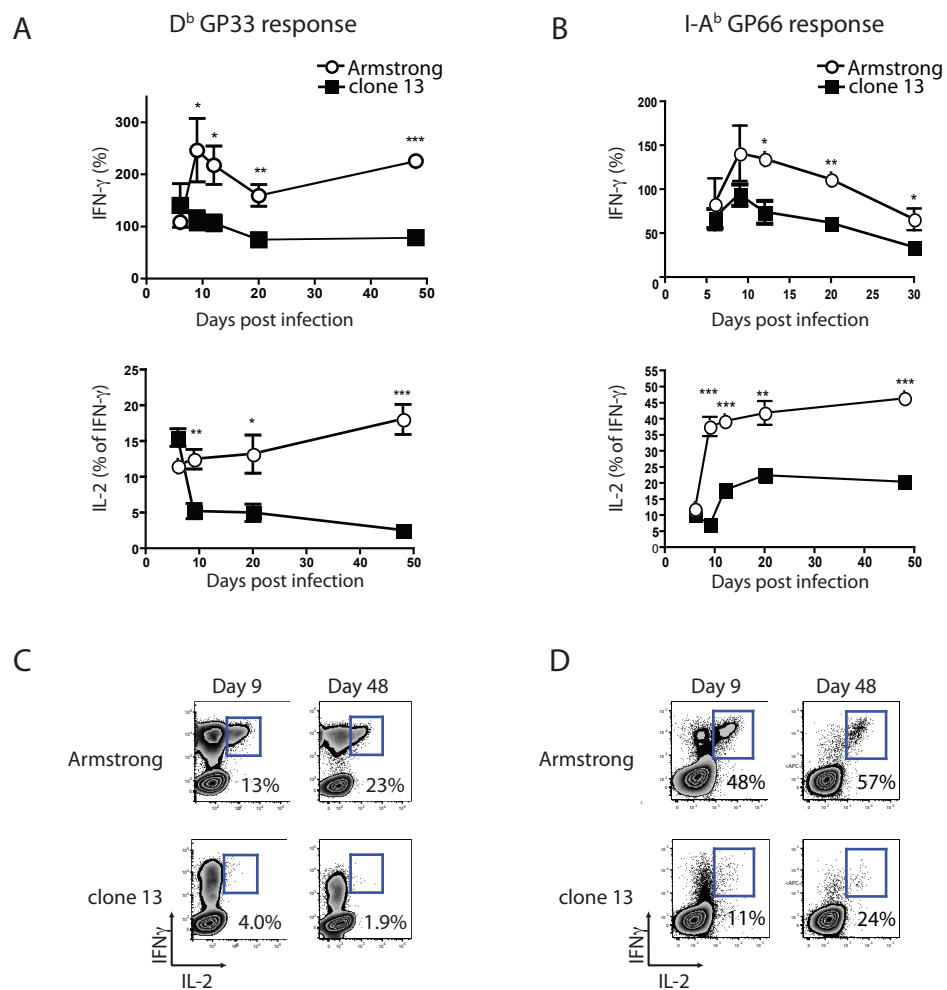 A
Dᵇ GP33 response
Armstrong
clone 13
IFN-γ (%)
300
200
100
0
*
*
**
***
0 10 20 30 40 50
Days post infection
IL-2 (% of IFN-γ)
25
20
15
10
5
0
**
*
***
0 10 20 30 40 50
Days post infection
B
I-Aᵇ GP66 response
Armstrong
clone 13
IFN-γ (%)
200
150
100
50
0
*
**
*
0 5 10 15 20 25 30
Days post infection
IL-2 (% of IFN-γ)
55
50
45
40
35
30
25
20
15
10
5
0
***
***
**
***
0 10 20 30 40 50
Days post infection
C
Day 9 Day 48
Armstrong
13% 23%
clone 13
4.0% 1.9%
IFNγ
IL-2
D
Day 9 Day 48
Armstrong
48% 57%
<APC-
clone 13
11% 24%
<APC-
IFNγ
IL-2